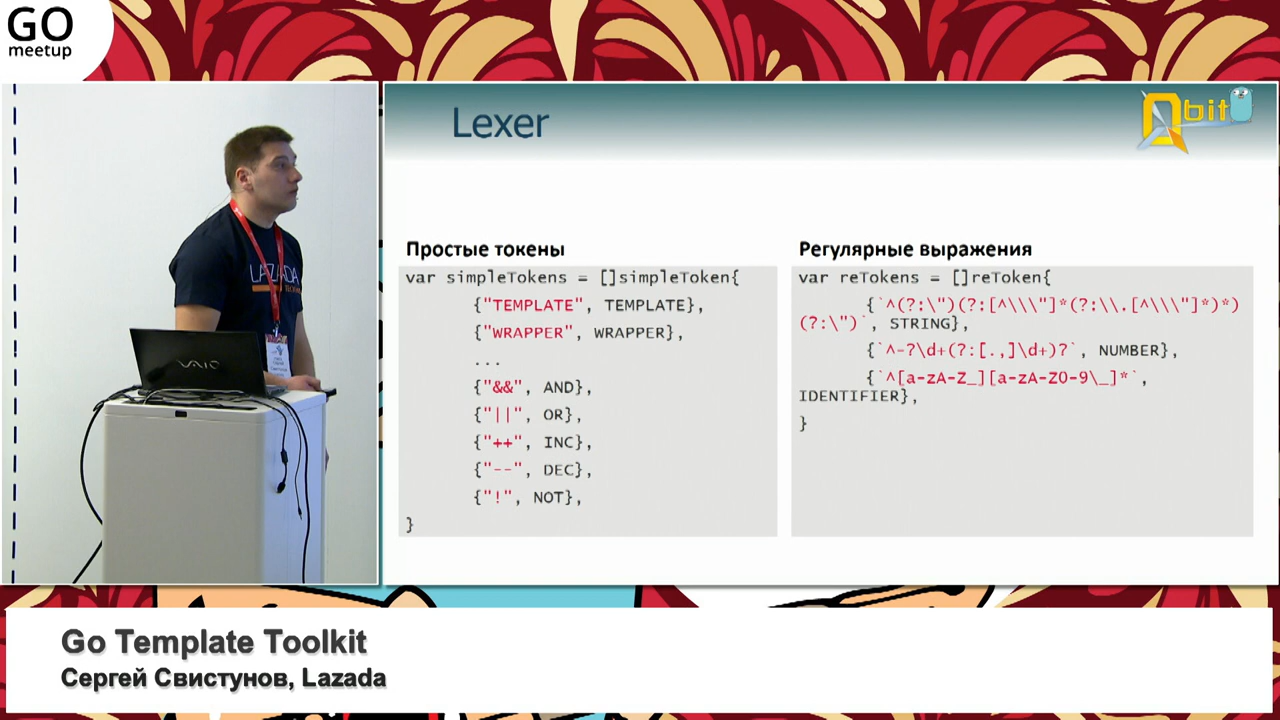 GO
meetup
Lexer
Qbit
Простые токены
var simpleTokens = []simpleToken{
{"TEMPLATE", TEMPLATE},
{"WRAPPER", WRAPPER},
...
{"&&", AND},
{"||", OR},
{"++", INC},
{"--", DEC},
{"!", NOT},
}
Регулярные выражения
var reTokens = []reToken{
{`^(?:\")(?:[^\\\"]*(?:\\.[^\\\"]*)*)
(?:\")`, STRING},
{`^-?\d+(?:[.,]\d+)?`, NUMBER},
{`^[a-zA-Z_][a-zA-Z0-9\_]*`,
IDENTIFIER},
}
LAZADA
VAIO
Go Template Toolkit
Сергей Свистунов, Lazada